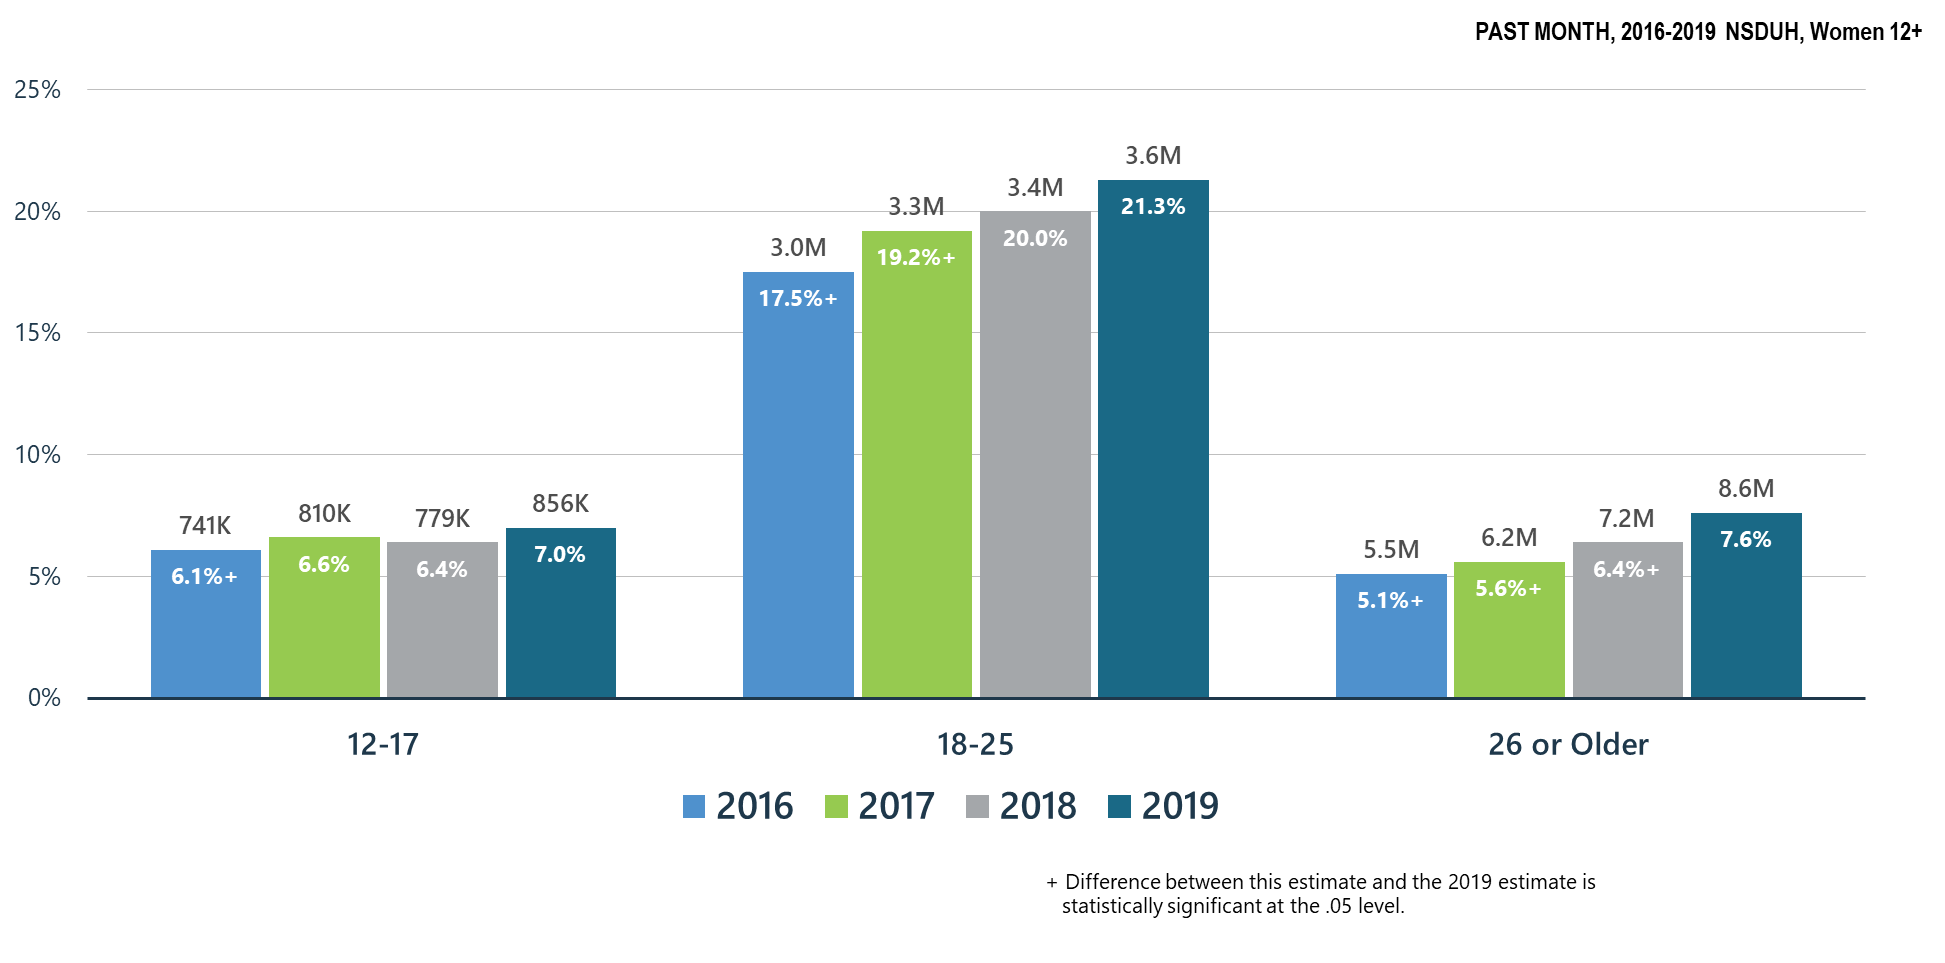 PAST MONTH, 2016-2019 NSDUH, Women 12+
25%
20%
15%
10%
5%
0%
741K
810K
779K
856K
6.1%+
6.6%
6.4%
7.0%
3.0M
3.3M
3.4M
3.6M
17.5%+
19.2%+
20.0%
21.3%
5.5M
6.2M
7.2M
8.6M
5.1%+
5.6%+
6.4%+
7.6%
12-17
18-25
26 or Older
2016
2017
2018
2019
+ Difference between this estimate and the 2019 estimate is
statistically significant at the .05 level.